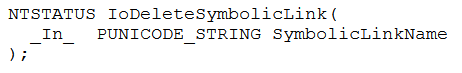 NTSTATUS IoDeleteSymbolicLink(
  _In_  PUNICODE_STRING SymbolicLinkName
);